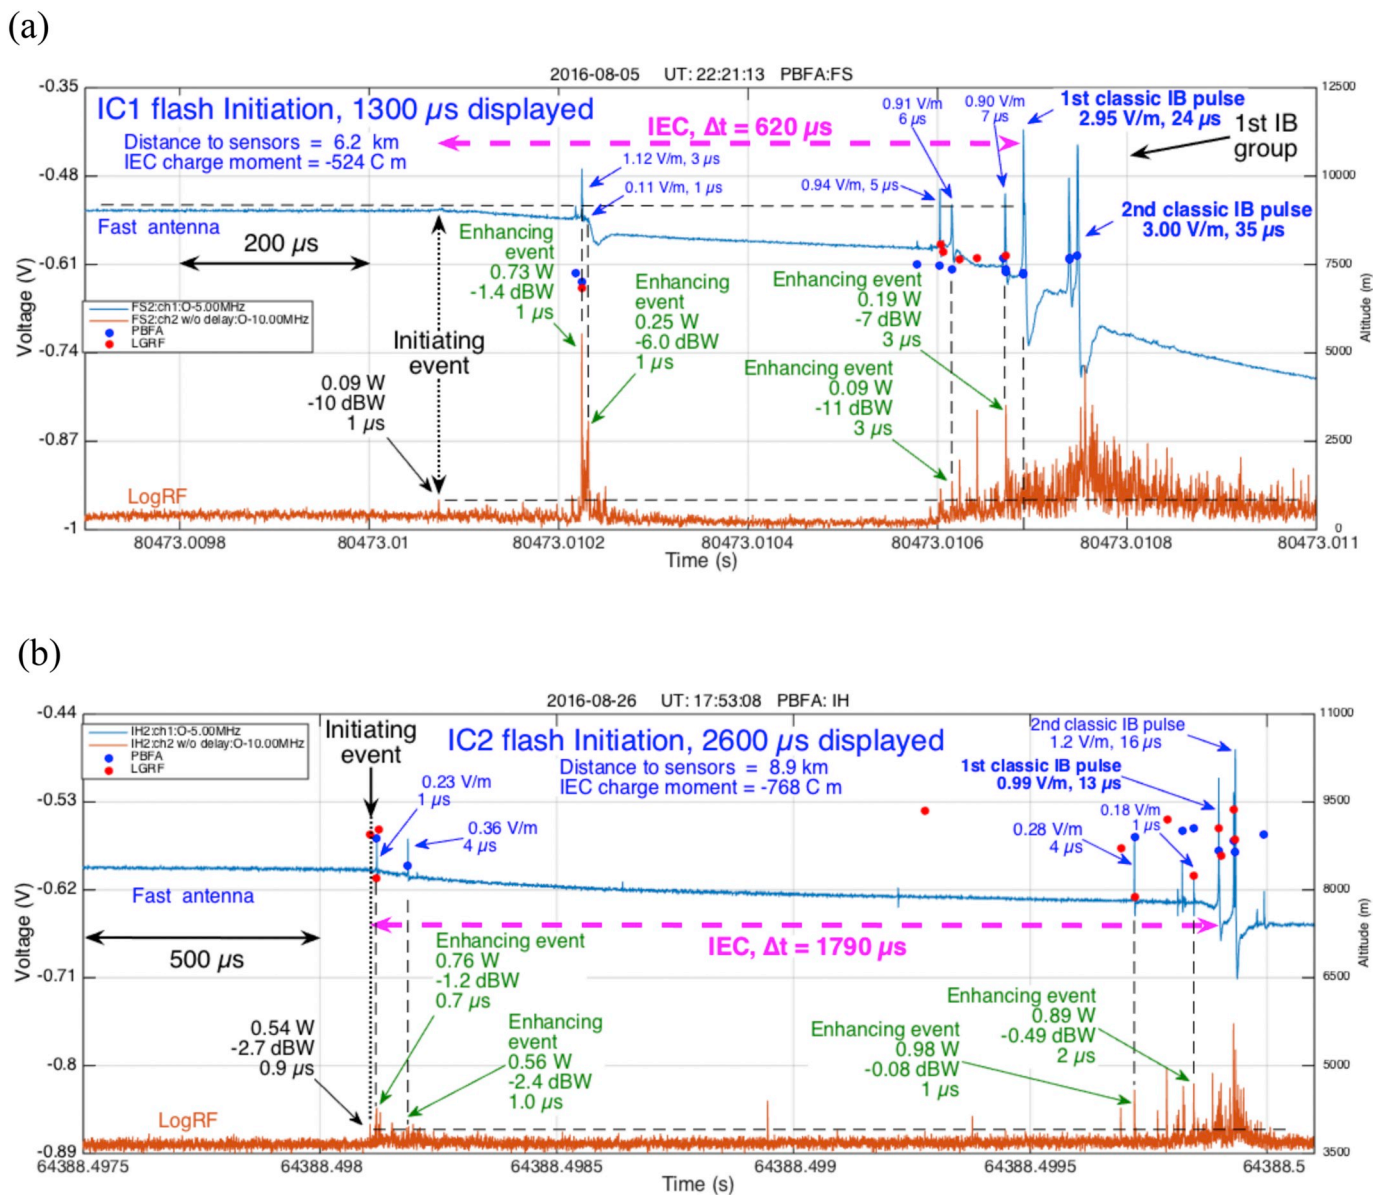 (a)
2016-08-05 UT: 22:21:13 PBFA:FS
-0.35
12500
IC1 flash Initiation, 1300 µs displayed
0.91 V/m
6 µs
0.90 V/m
7 µs
1st classic IB pulse
2.95 V/m, 24 µs
Distance to sensors = 6.2 km
IEC charge moment = -524 C m
IEC, Δt = 620 µs
1st IB
group
-0.48
10000
1.12 V/m, 3 µs
0.11 V/m, 1 µs
0.94 V/m, 5 µs
Fast antenna
200 µs
2nd classic IB pulse
3.00 V/m, 35 µs
Enhancing
event
0.73 W
-1.4 dBW
1 µs
-0.61
7500
Enhancing
event
0.25 W
-6.0 dBW
1 µs
Enhancing event
0.19 W
-7 dBW
3 µs
FS2:ch1:O-5.00MHz
FS2:ch2 w/o delay:O-10.00MHz
PBFA
LGRF
Initiating
event
Voltage (V)
Altitude (m)
-0.74
5000
Enhancing event
0.09 W
-11 dBW
3 µs
0.09 W
-10 dBW
1 µs
-0.87
2500
LogRF
-1
0
80473.0098
80473.01
80473.0102
80473.0104
80473.0106
80473.0108
80473.011
Time (s)
(b)
2016-08-26 UT: 17:53:08 PBFA: IH
-0.44
11000
IH2:ch1:O-5.00MHz
IH2:ch2 w/o delay:O-10.00MHz
PBFA
LGRF
Initiating
event
IC2 flash Initiation, 2600 µs displayed
Distance to sensors = 8.9 km
IEC charge moment = -768 C m
2nd classic IB pulse
1.2 V/m, 16 µs
1st classic IB pulse
0.99 V/m, 13 µs
0.23 V/m
1 µs
-0.53
9500
0.36 V/m
4 µs
0.28 V/m
4 µs
0.18 V/m
1 µs
-0.62
8000
Fast antenna
500 µs
IEC, Δt = 1790 µs
Voltage (V)
Altitude (m)
Enhancing event
0.76 W
-1.2 dBW
0.7 µs
-0.71
6500
Enhancing
event
0.56 W
-2.4 dBW
1.0 µs
Enhancing event
0.89 W
-0.49 dBW
2 µs
Enhancing event
0.98 W
-0.08 dBW
1 µs
0.54 W
-2.7 dBW
0.9 µs
-0.8
5000
LogRF
-0.89
3500
64388.4975
64388.498
64388.4985
64388.499
64388.4995
64388.5
Time (s)